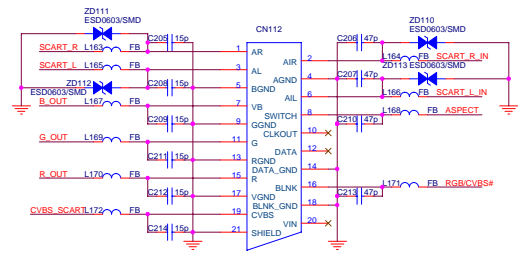 ZD111
ESD0603/SMD
CN112
ZD110
ESD0603/SMD
C205 15p
C206 47p
SCART_R L163 FB
1 AR
AIR 2
L164 FB SCART_R_IN
SCART_L L165 FB
3 AL
AGND 4
C207 47p
ZD113 ESD0603/SMD
ZD112
ESD0603/SMD
C208 15p
5 BGND
AIL 6
L166 FB SCART_L_IN
B_OUT L167 FB
7 VB
SWITCH 8
L168 FB ASPECT
C209 15p
9 GGND
CLKOUT 10
C210 47p
G_OUT L169 FB
11 G
DATA 12
C211 15p
13 RGND
DATA_GND 14
R_OUT L170 FB
15 R
BLNK 16
L171 FB RGB/CVBS#
C212 15p
17 VGND
BLNK_GND 18
C213 47p
CVBS_SCART L172 FB
19 CVBS
VIN 20
C214 15p
21 SHIELD